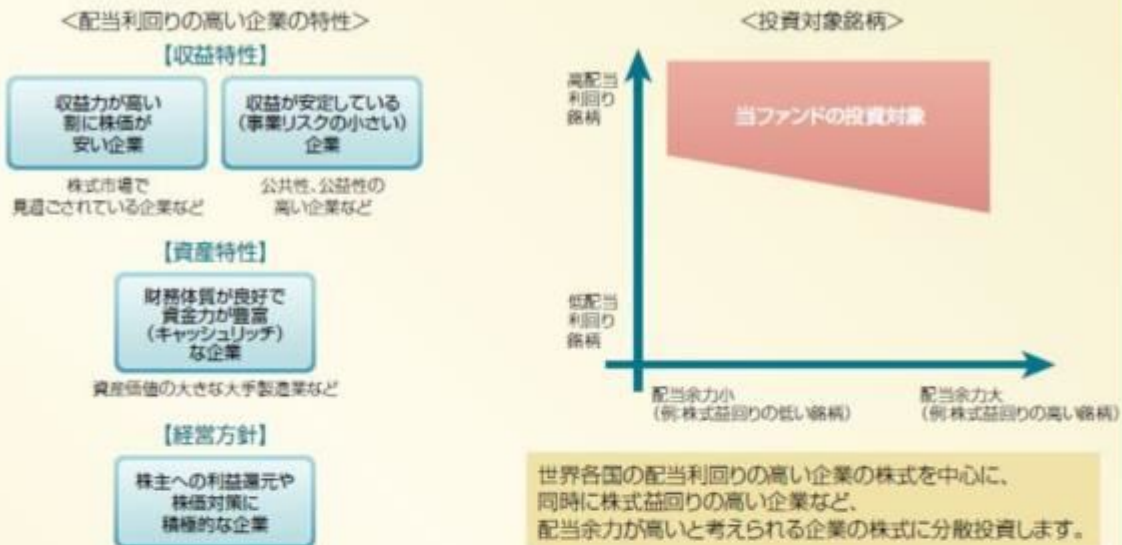 <配当利回りの高い企業の特性>
【収益特性】
収益力が高い
割に株価が
安い企業
株式市場で
見過ごされている企業など
収益が安定している
(事業リスクの小さい)
企業
公共性、公益性の
高い企業など
【資産特性】
財務体質が良好で
資金力が豊富
(キャッシュリッチ)
な企業
資産価値の大きな大手製造業など
【経営方針】
株主への利益還元や
株価対策に
積極的な企業
<投資対象銘柄>
高配当
利回り
銘柄
当ファンドの投資対象
低配当
利回り
銘柄
配当余力小
(例:株式益回りの低い銘柄)
配当余力大
(例:株式益回りの高い銘柄)
世界各国の配当利回りの高い企業の株式を中心に、
同時に株式益回りの高い企業など、
配当余力が高いと考えられる企業の株式に分散投資します。